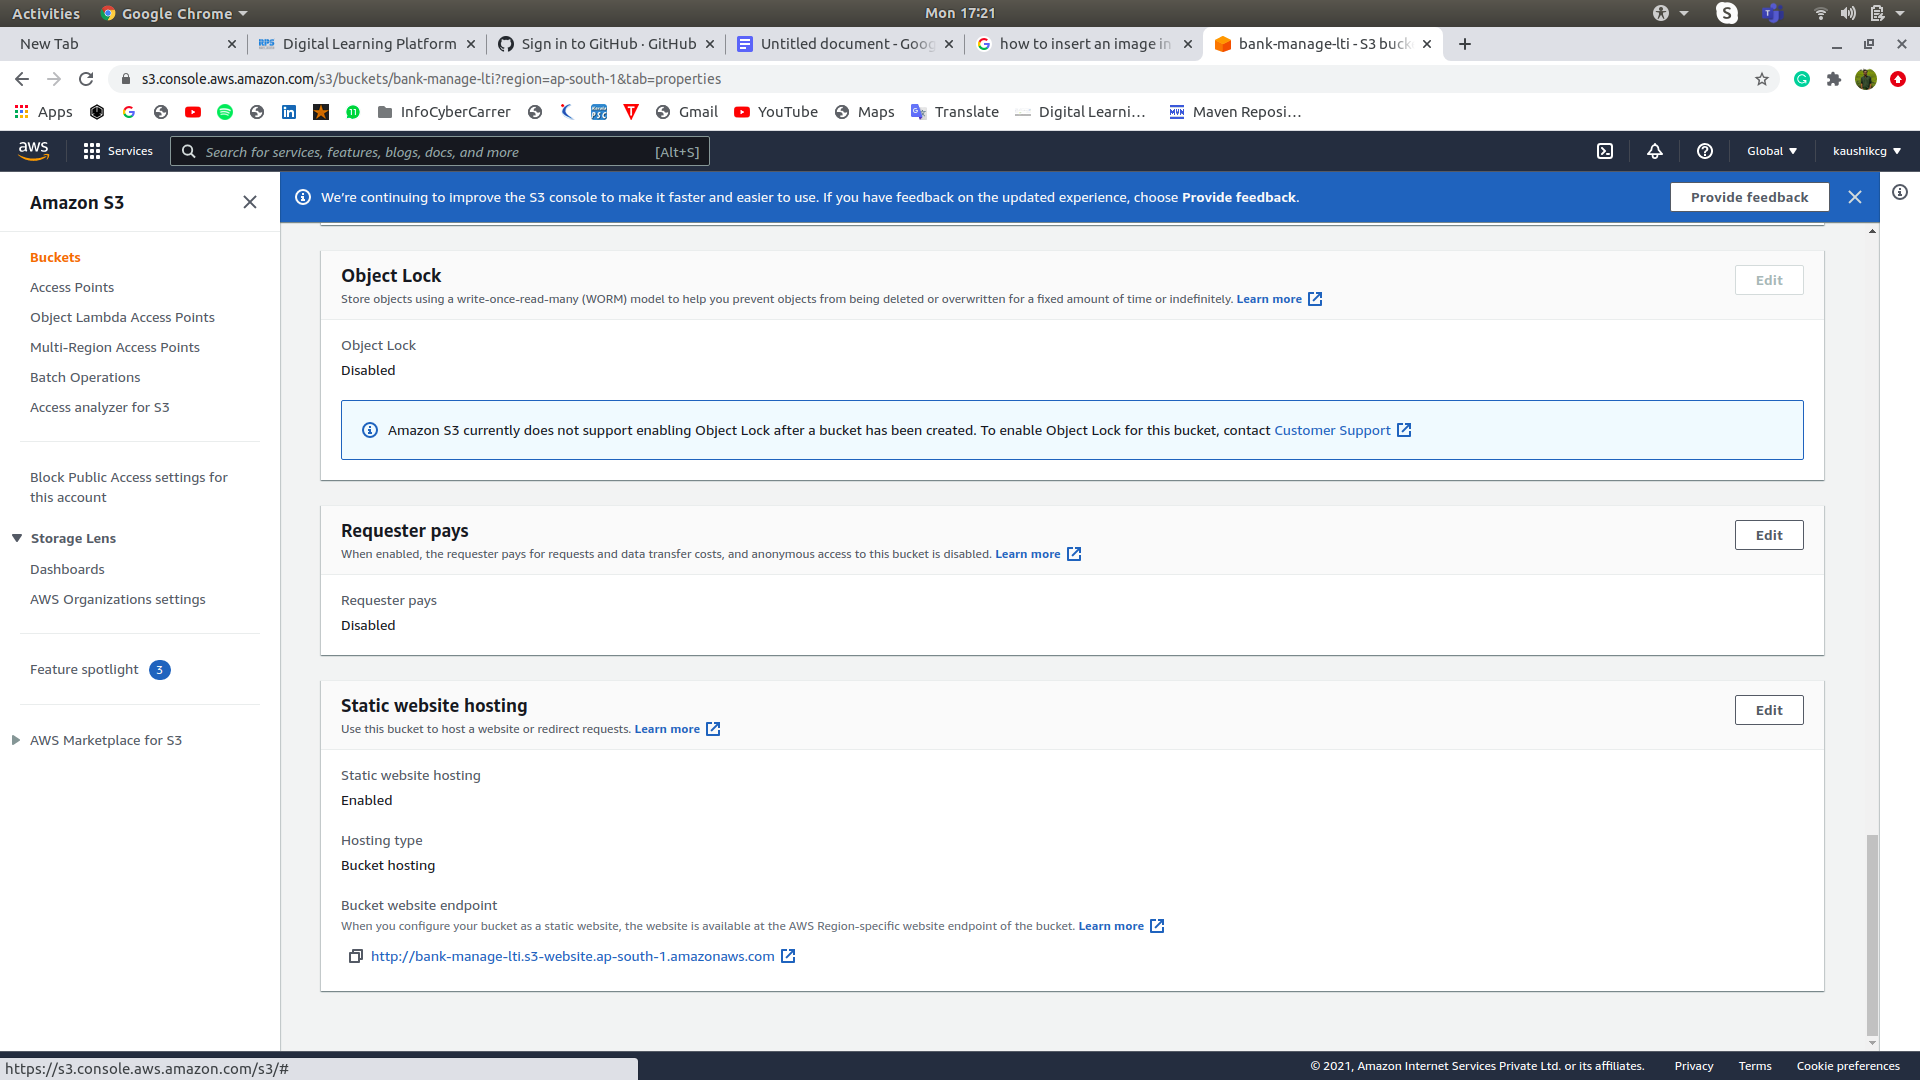 Activities
Google Chrome
Mon 17:21
New Tab
Digital Learning Platform
Sign in to GitHub · GitHub
Untitled document - Goog
how to insert an image in
bank-manage-lti - S3 buck
s3.console.aws.amazon.com/s3/buckets/bank-manage-lti?region=ap-south-1&tab=properties
Apps
InfoCyberCarrer
Gmail
YouTube
Maps
Translate
Digital Learni...
Maven Reposi...
aws
Services
Search for services, features, blogs, docs, and more
[Alt+S]
Global
kaushikcg
Amazon S3
We're continuing to improve the S3 console to make it faster and easier to use. If you have feedback on the updated experience, choose Provide feedback.
Provide feedback
Buckets
Access Points
Object Lambda Access Points
Multi-Region Access Points
Batch Operations
Access analyzer for S3
Block Public Access settings for
this account
Storage Lens
Dashboards
AWS Organizations settings
Feature spotlight 3
AWS Marketplace for S3
Object Lock
Edit
Store objects using a write-once-read-many (WORM) model to help you prevent objects from being deleted or overwritten for a fixed amount of time or indefinitely. Learn more
Object Lock
Disabled
Amazon S3 currently does not support enabling Object Lock after a bucket has been created. To enable Object Lock for this bucket, contact Customer Support
Requester pays
Edit
When enabled, the requester pays for requests and data transfer costs, and anonymous access to this bucket is disabled. Learn more
Requester pays
Disabled
Static website hosting
Edit
Use this bucket to host a website or redirect requests. Learn more
Static website hosting
Enabled
Hosting type
Bucket hosting
Bucket website endpoint
When you configure your bucket as a static website, the website is available at the AWS Region-specific website endpoint of the bucket. Learn more
http://bank-manage-lti.s3-website.ap-south-1.amazonaws.com
https://s3.console.aws.amazon.com/s3/#
© 2021, Amazon Internet Services Private Ltd. or its affiliates.
Privacy
Terms
Cookie preferences